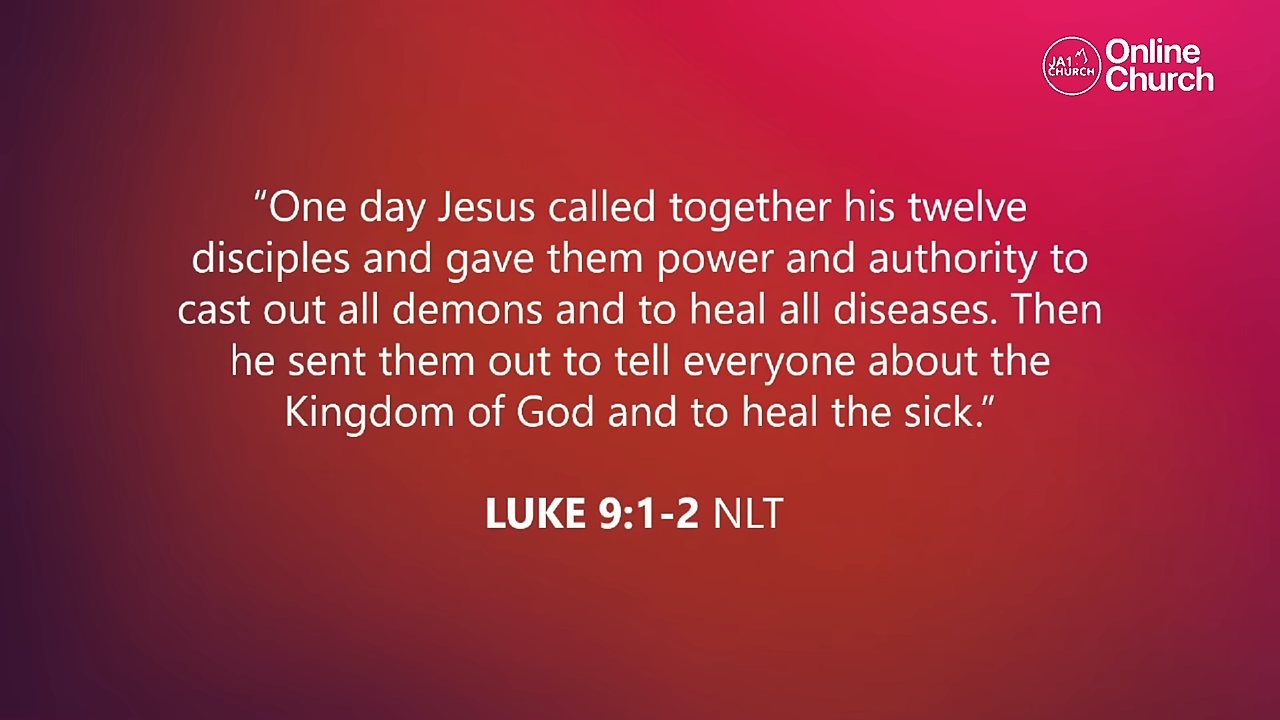 JA1
CHURCH
Online
Church
“One day Jesus called together his twelve
disciples and gave them power and authority to
cast out all demons and to heal all diseases. Then
he sent them out to tell everyone about the
Kingdom of God and to heal the sick.”
LUKE 9:1-2 NLT